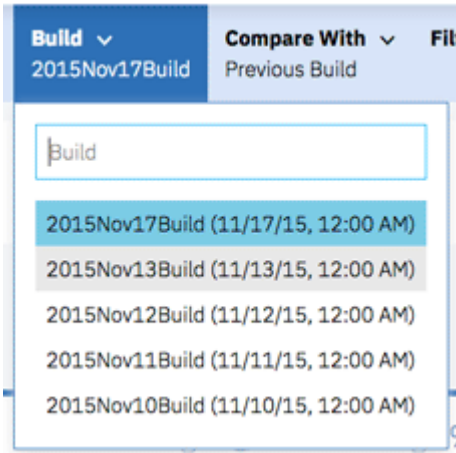 Build Compare With Fil
2015Nov17Build Previous Build
Build
2015Nov17Build (11/17/15, 12:00 AM)
2015Nov13Build (11/13/15, 12:00 AM)
2015Nov12Build (11/12/15, 12:00 AM)
2015Nov11Build (11/11/15, 12:00 AM)
2015Nov10Build (11/10/15, 12:00 AM)